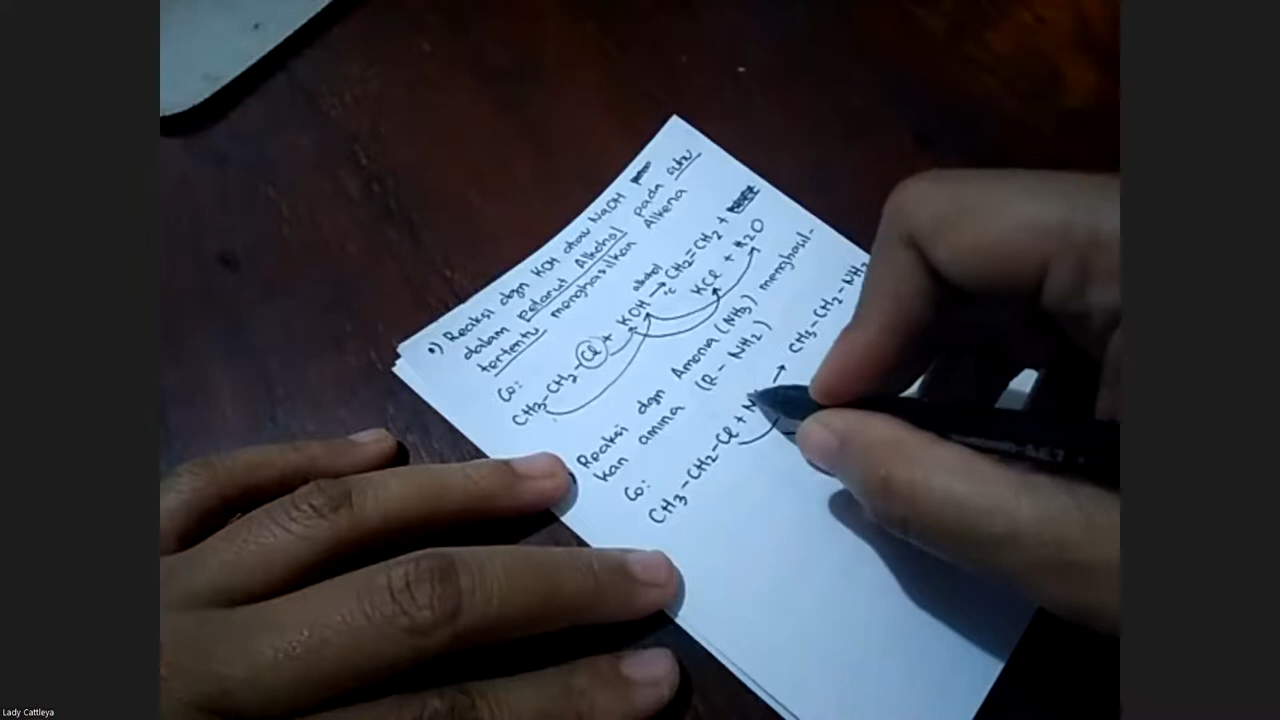 •) Reaksi dgn KOH atau NaOH
dalam pelarut Alkohol pada suhu
tertentu menghasilkan Alkena
Co:
CH3-CH2-Cl + KOH alkohol → °c CH2=CH2 +
KCl + H2O
Reaksi dgn Amonia (NH3) menghasil-
kan amina (R-NH2)
Co:
CH3-CH2-Cl + N → CH3-CH2-NH2
Lady Cattleya